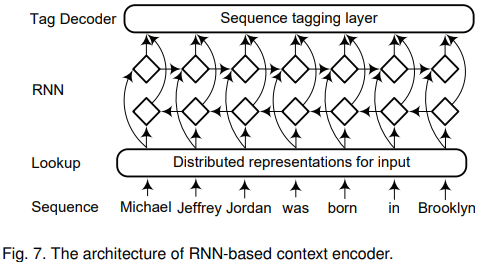 Tag Decoder Sequence tagging layer
RNN
Lookup Distributed representations for input
Sequence Michael Jeffrey Jordan was born in Brooklyn
Fig. 7. The architecture of RNN-based context encoder.